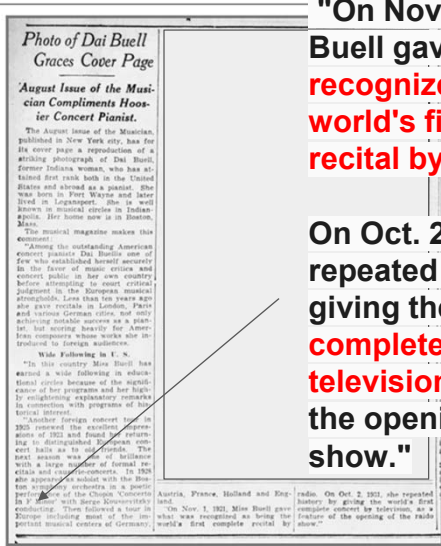 Photo of Dai Buell
Graces Cover Page
August Issue of the Musi-
cian Compliments Hoos-
ier Concert Pianist.
The August issue of the Musician,
published in New York city, has for
its cover page a reproduction of a
striking photograph of Dai Buell,
former Indiana woman, who has at-
tained first rank both in the United
States and abroad as a pianist. She
was born in Fort Wayne and later
lived in Logansport. She is well
known in musical circles in Indian-
apolis. Her home now is in Boston,
Mass.
The musical magazine makes this
comment:
"Among the outstanding American
concert pianists Dai Buell is one of
few who established herself securely
in the favor of music critics and
concert public in her own country
before attempting to court critical
judgment in the European musical
strongholds. Less than ten years ago
she gave recitals in London, Paris
and various German cities, not only
achieving notable success as a pian-
ist, but scoring heavily for Amer-
ican composers whose works she in-
troduced to foreign audiences.
Wide Following in U. S.
"In this country Miss Buell has
earned a wide following in educa-
tional circles because of the signifi-
cance of her programs and her high-
ly enlightening explanatory remarks
in connection with programs of his-
torical interest.
"Another foreign concert tour in
1925 renewed the excellent impres-
sions of 1921 and found her return-
ing to distinguished European con-
cert halls as to old friends. The
next season was one of brilliance
with a large number of formal re-
citals and causerie-concerts. In 1928
she appeared as soloist with the Bos-
ton symphony orchestra in a poetic
performance of the Chopin 'Concerto
in F Minor' with Serge Koussevitzky
conducting. Then followed a tour in
Europe including most of the im-
portant musical centers of Germany,
Austria, France, Holland and Eng-
land.
"On Nov. 1, 1921, Miss Buell gave
what was recognized as being the
world's first complete recital by
radio. On Oct. 2, 1931, she repeated
history by giving the world's first
complete concert by television, as a
feature of the opening of the radio
show."
"On Nov
Buell gav
recognize
world's fi
recital by
On Oct. 2
repeated
giving the
complete
television
the openi
show."